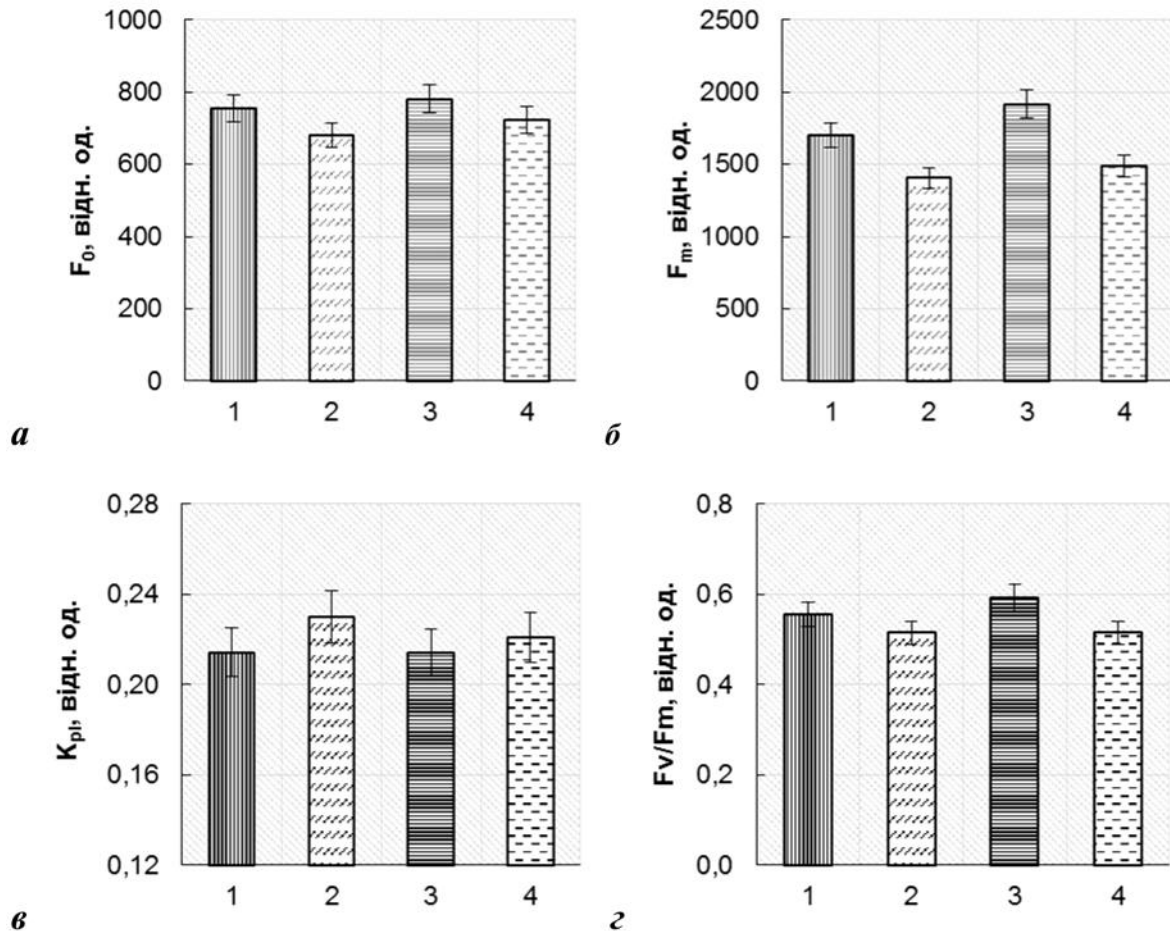 1000
800
600
400
200
0
F0, відн. од.
1 2 3 4
а
2500
2000
1500
1000
500
0
Fm, відн. од.
1 2 3 4
б
0,28
0,24
0,20
0,16
0,12
Kpl, відн. од.
1 2 3 4
в
0,8
0,6
0,4
0,2
0,0
Fv/Fm, відн. од.
1 2 3 4
г